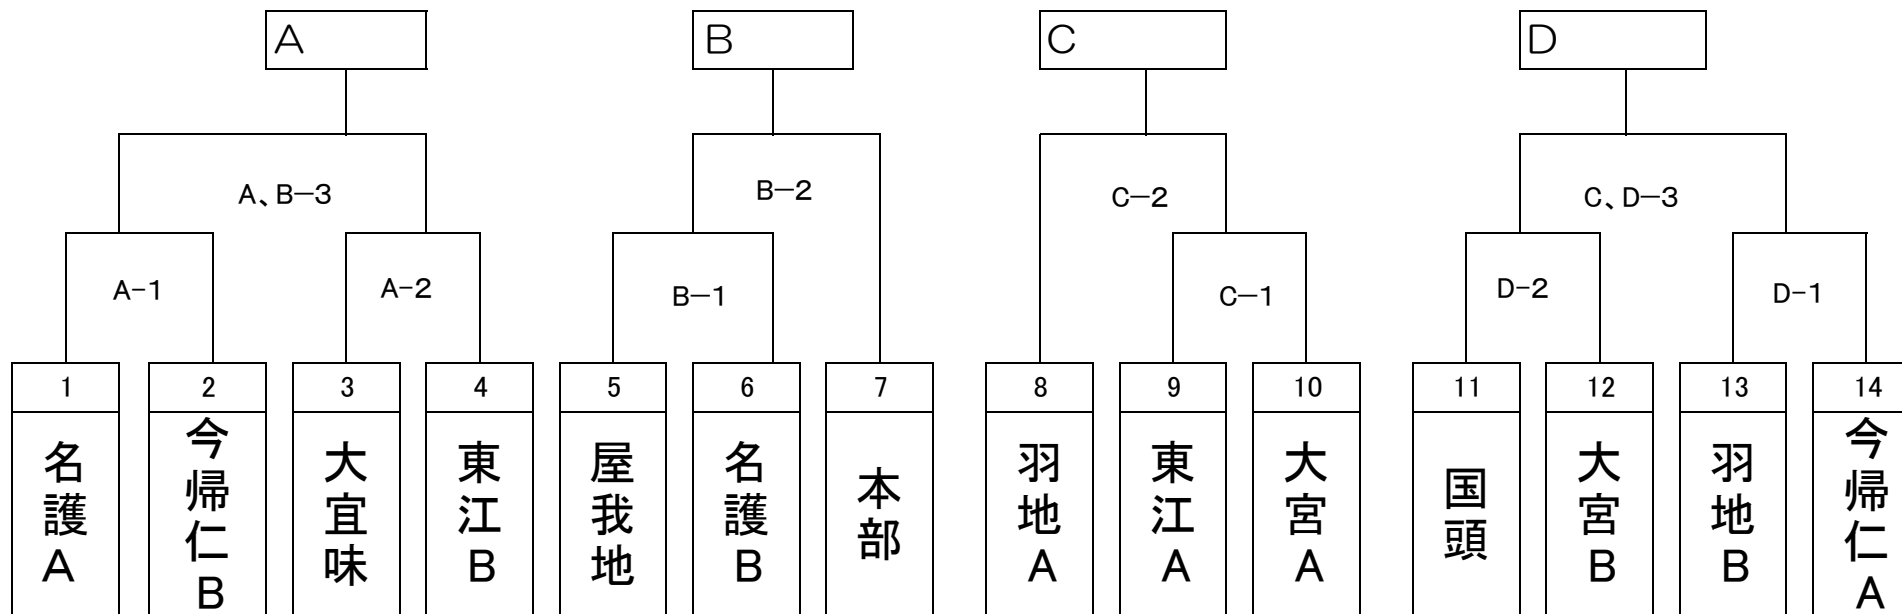 A
B
C
D
A、B－3
B－2
C－2
C、D－3
A-1
A-2
B－1
C－1
D-2
D-1
1
2
3
4
5
6
7
8
9
10
11
12
13
14
名護A
今帰仁B
大宜味
東江B
屋我地
名護B
本部
羽地A
東江A
大宮A
国頭
大宮B
羽地B
今帰仁A